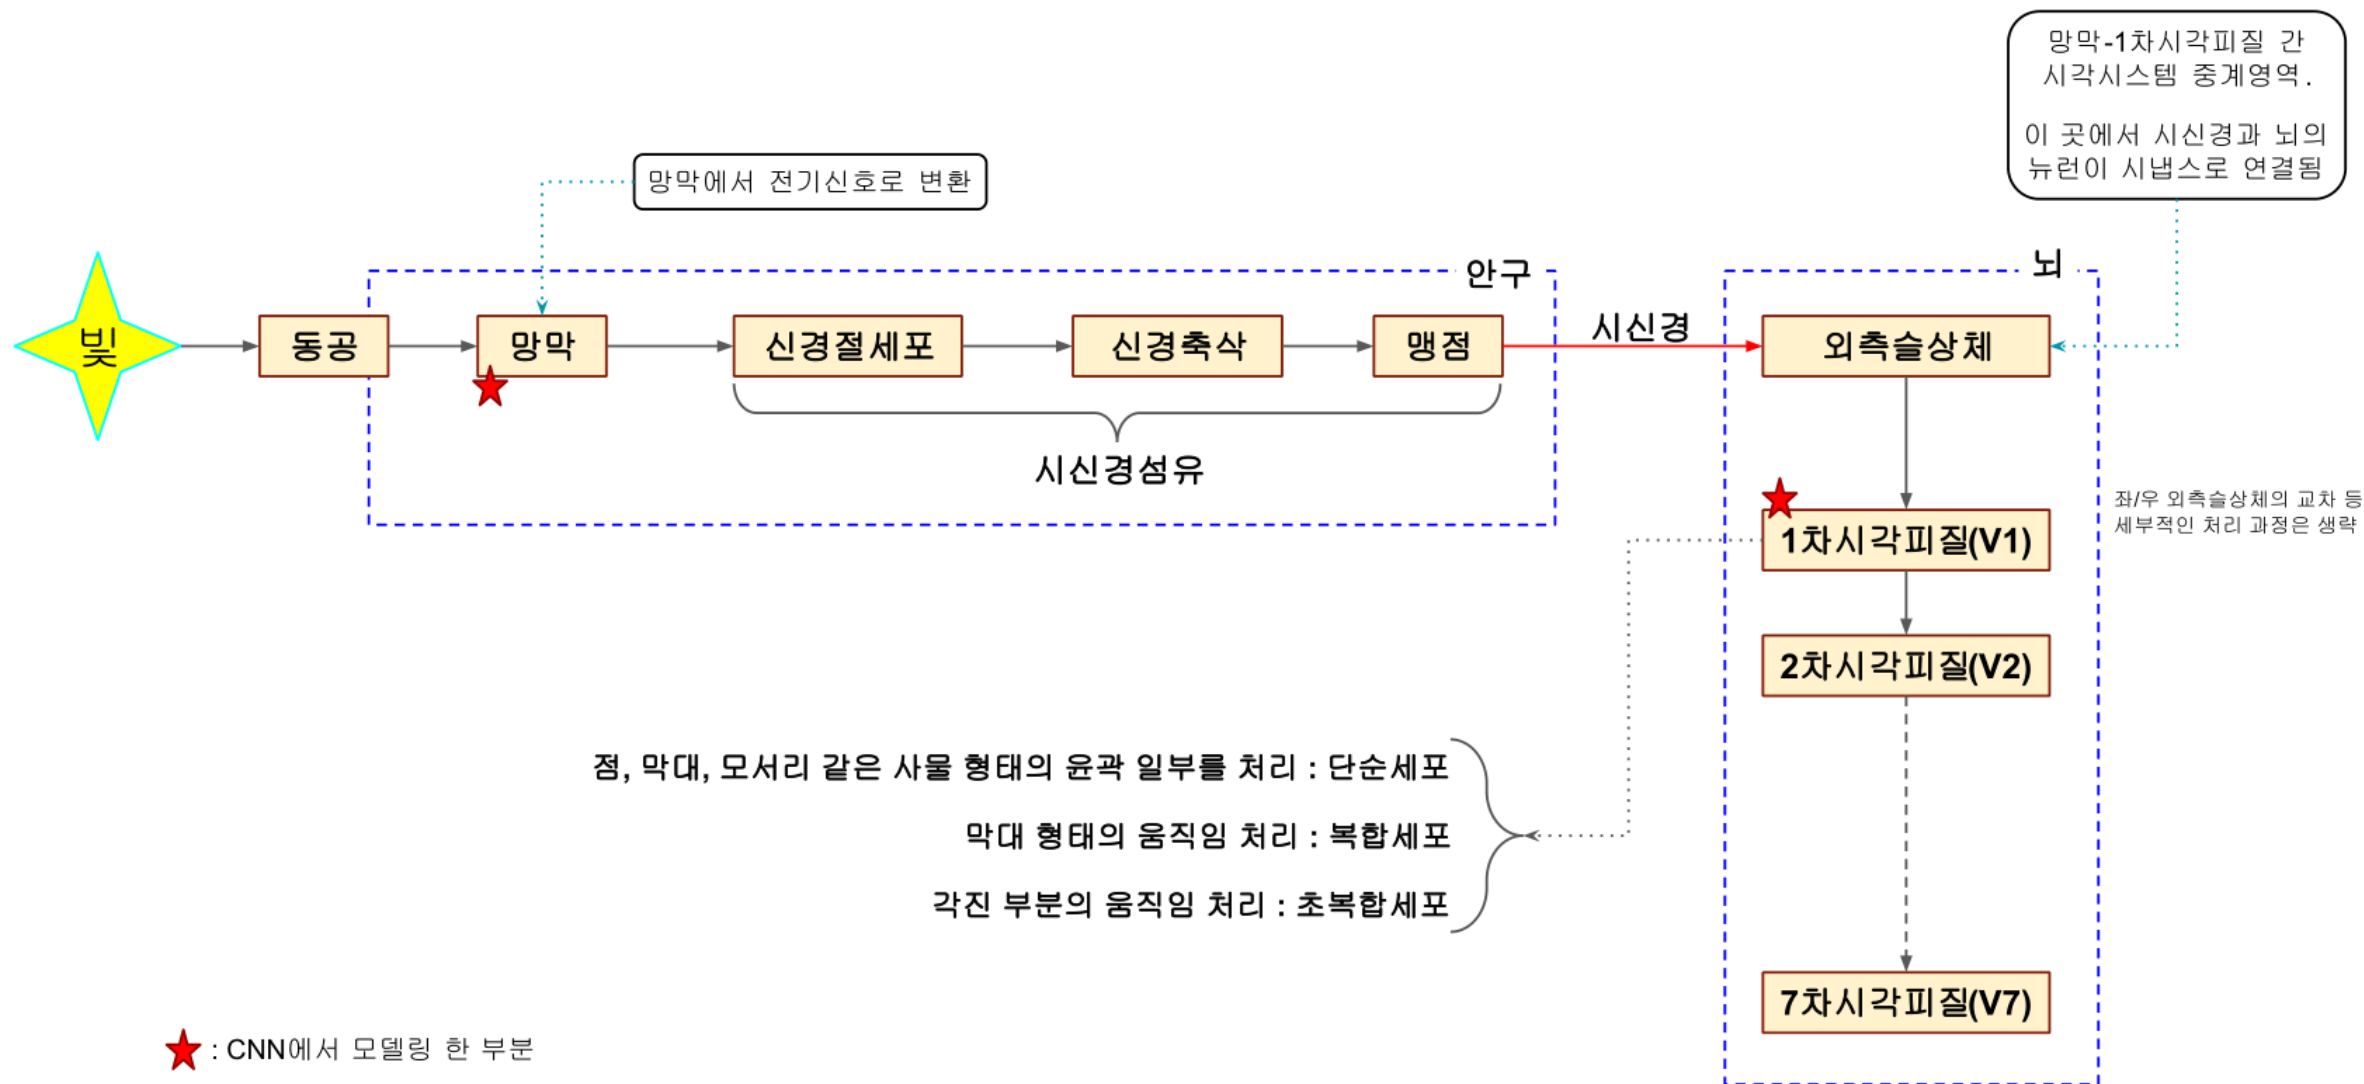 망막-1차시각피질 간
시각시스템 중계영역.
이 곳에서 시신경과 뇌의
뉴런이 시냅스로 연결됨
망막에서 전기신호로 변환
안구
뇌
빛
동공
망막
신경절세포
신경축삭
맹점
시신경
외측슬상체
시신경섬유
좌/우 외측슬상체의 교차 등
세부적인 처리 과정은 생략
1차시각피질(V1)
2차시각피질(V2)
점, 막대, 모서리 같은 사물 형태의 윤곽 일부를 처리 : 단순세포
막대 형태의 움직임 처리 : 복합세포
각진 부분의 움직임 처리 : 초복합세포
7차시각피질(V7)
: CNN에서 모델링 한 부분